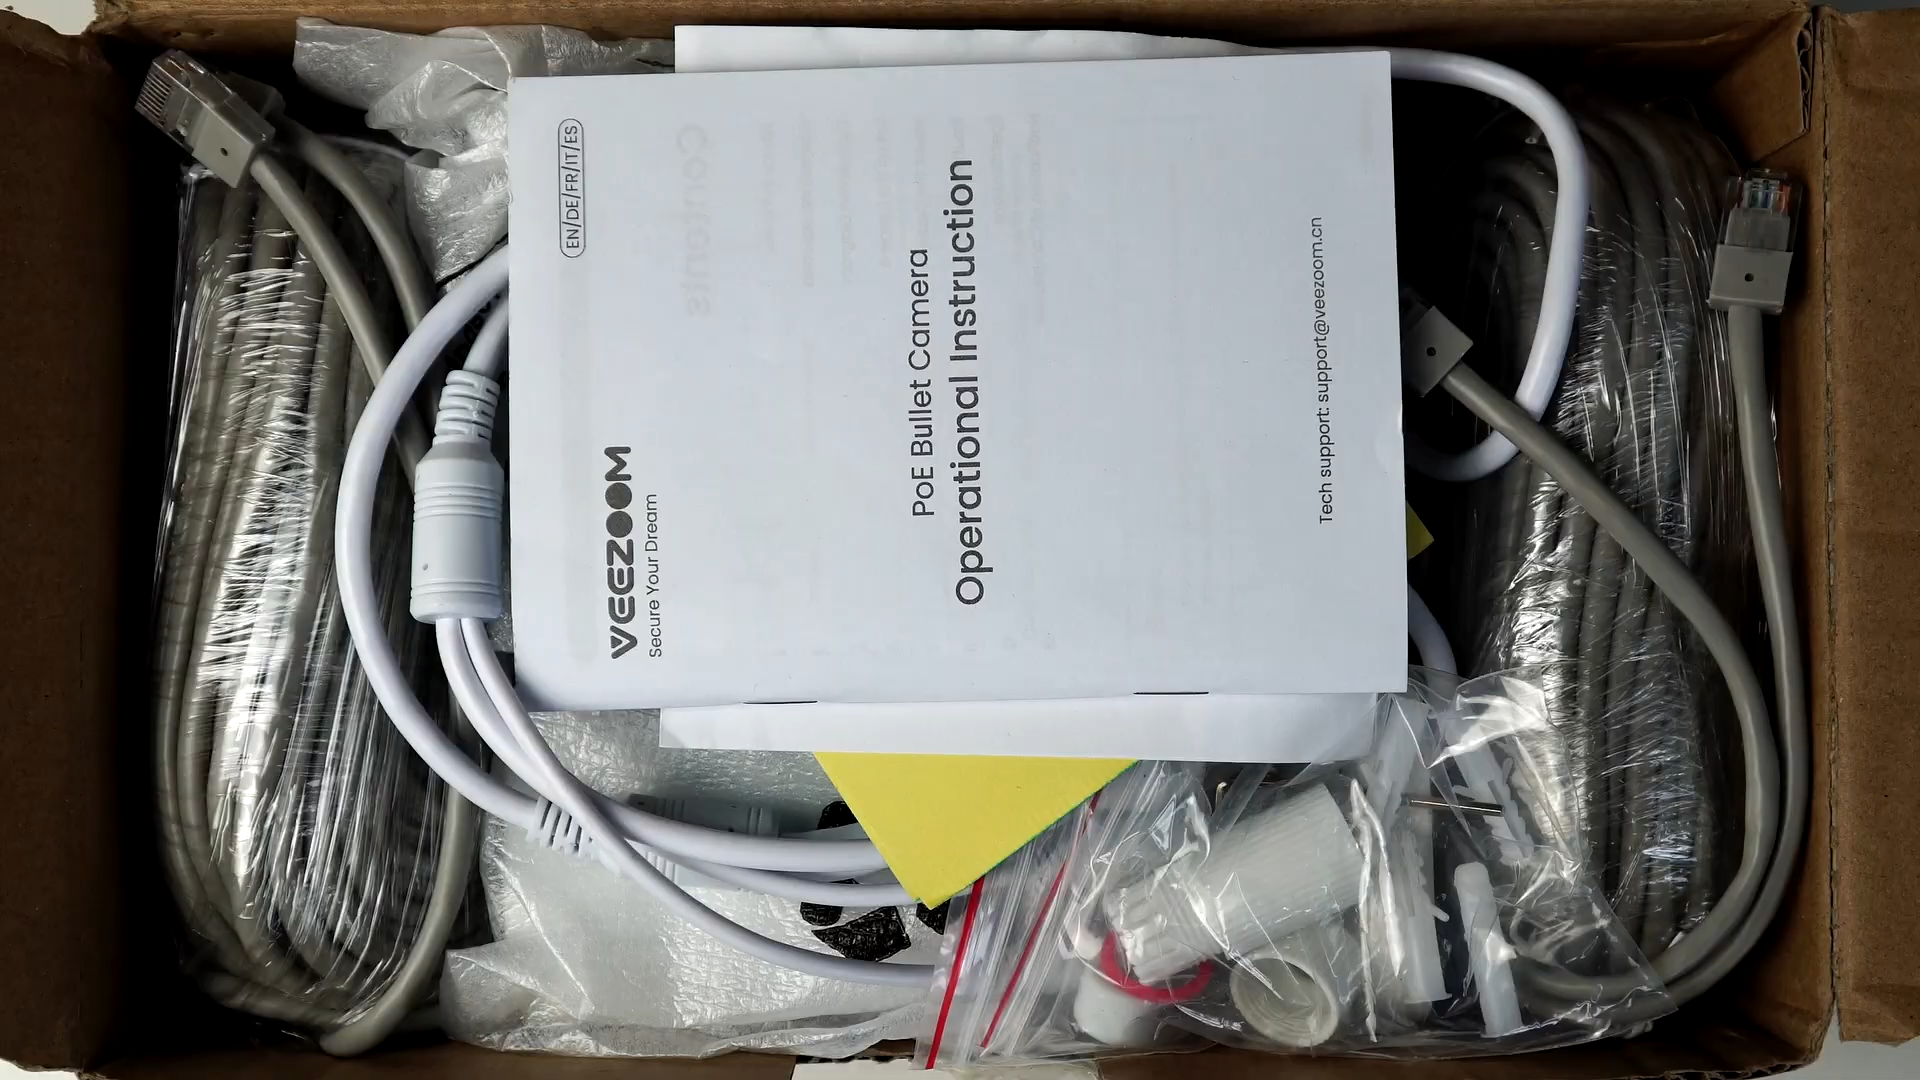 EN/DE/FR/IT/ES
VEEZOOM
Secure Your Dream
PoE Bullet Camera
Operational Instruction
Tech support: support@veezoom.cn
Contents